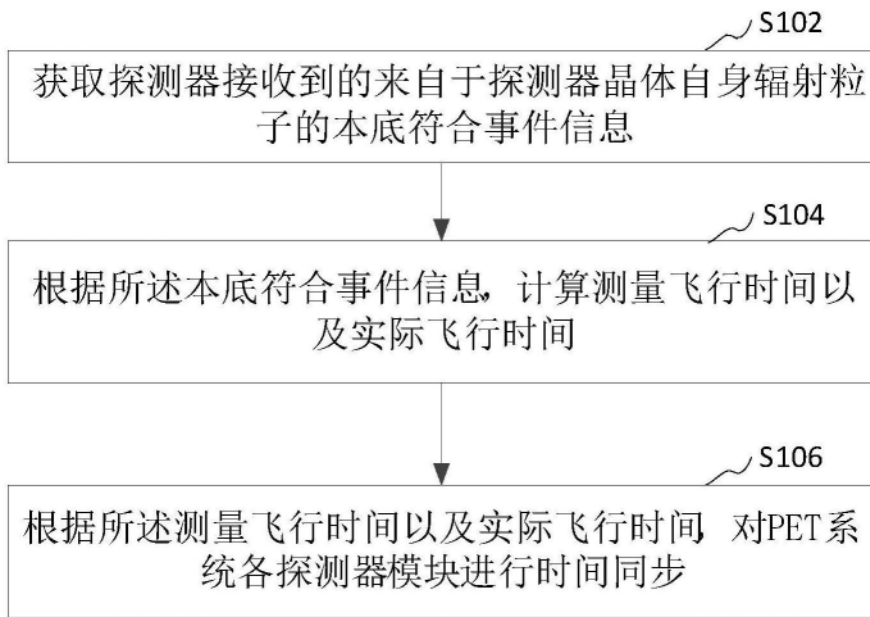 S102
获取探测器接收到的来自于探测器晶体自身辐射粒
子的本底符合事件信息
S104
根据所述本底符合事件信息，计算测量飞行时间以
及实际飞行时间
S106
根据所述测量飞行时间以及实际飞行时间，对PET系
统各探测器模块进行时间同步